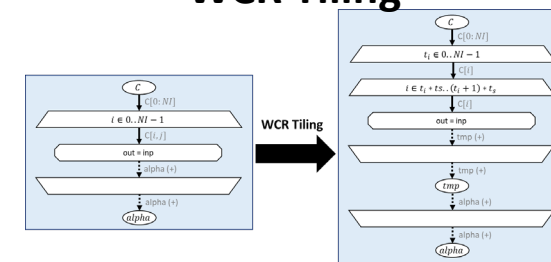 WCR Tiling
C
C[0: NI]
i ∈ 0..NI − 1
C[i, j]
out = inp
alpha (+)
alpha (+)
alpha
WCR Tiling
C
C[0: NI]
t_i ∈ 0..NI − 1
C[i]
i ∈ t_i * ts..(t_i + 1) * t_s
C[i]
out = inp
tmp (+)
tmp (+)
tmp
alpha (+)
alpha (+)
alpha